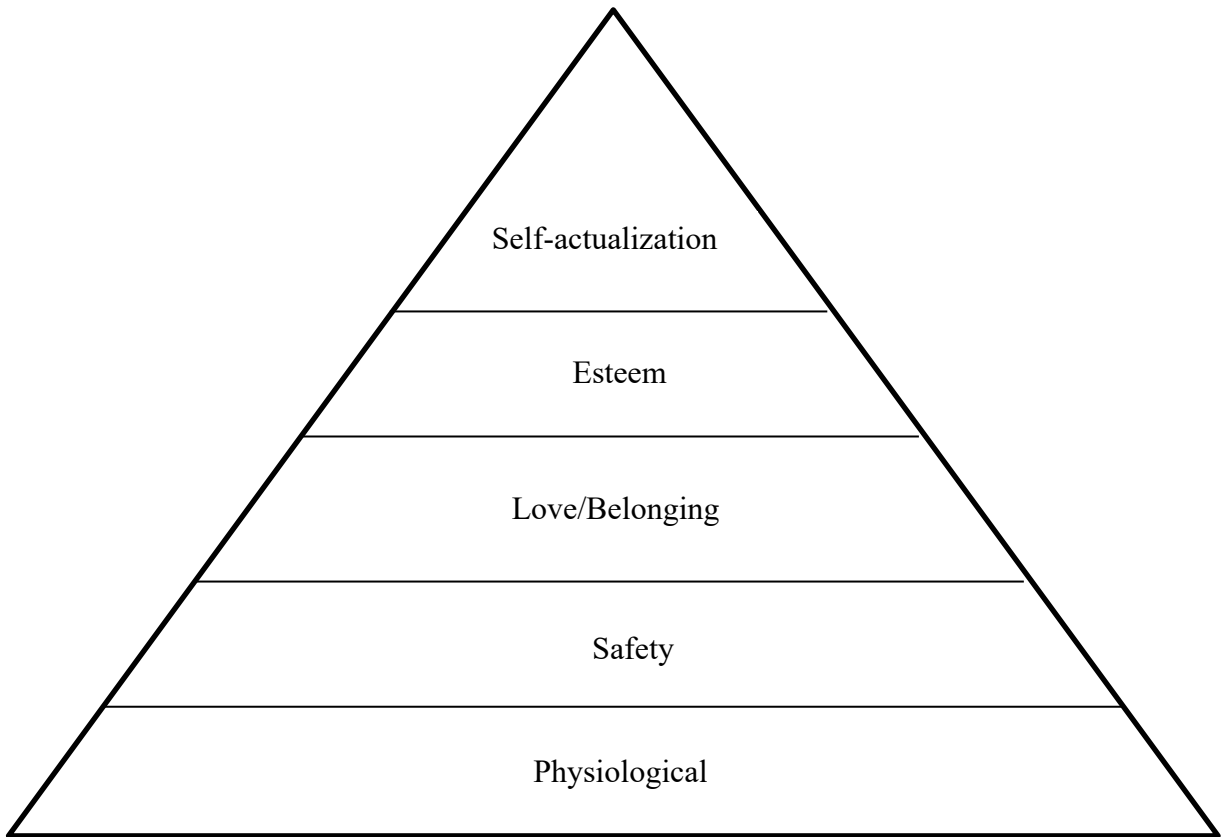 Self-actualization
Esteem
Love/Belonging
Safety
Physiological